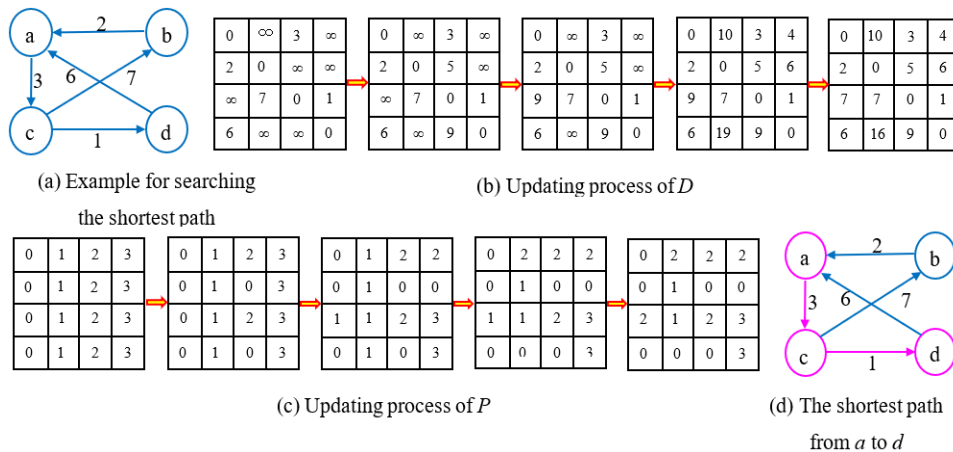 a 2 b
3 6 7
c 1 d
0 ∞ 3 ∞
2 0 ∞ ∞
∞ 7 0 1
6 ∞ ∞ 0
0 ∞ 3 ∞
2 0 5 ∞
∞ 7 0 1
6 ∞ 9 0
0 ∞ 3 ∞
2 0 5 ∞
9 7 0 1
6 ∞ 9 0
0 10 3 4
2 0 5 6
9 7 0 1
6 19 9 0
0 10 3 4
2 0 5 6
7 7 0 1
6 16 9 0
(a) Example for searching
the shortest path
(b) Updating process of D
0 1 2 3
0 1 2 3
0 1 2 3
0 1 2 3
0 1 2 3
0 1 0 3
0 1 2 3
0 1 0 3
0 1 2 2
0 1 0 0
1 1 2 3
0 1 0 3
0 2 2 2
0 1 0 0
1 1 2 3
0 0 0 3
0 2 2 2
0 1 0 0
2 1 2 3
0 0 0 3
a 2 b
3 6 7
c 1 d
(c) Updating process of P
(d) The shortest path
from a to d